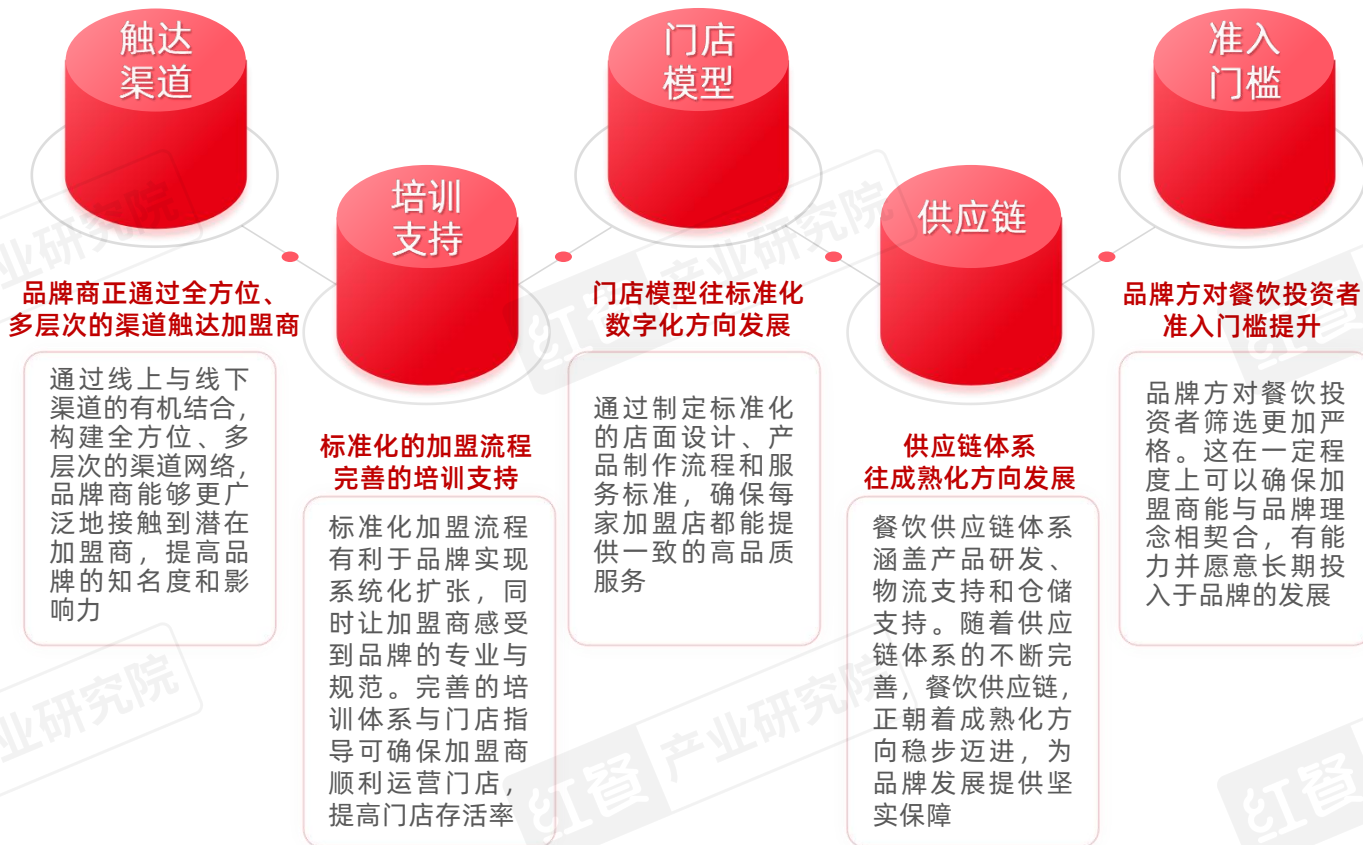 触达
渠道
品牌商正通过全方位、
多层次的渠道触达加盟商
通过线上与线下
渠道的有机结合，
构建全方位、多
层次的渠道网络，
品牌商能够更广
泛地接触到潜在
加盟商，提高品
牌的知名度和影
响力
培训
支持
标准化的加盟流程
完善的培训支持
标准化加盟流程
有利于品牌实现
系统化扩张，同
时让加盟商感受
到品牌的专业与
规范。完善的培
训体系与门店指
导可确保加盟商
顺利运营门店，
提高门店存活率
门店
模型
门店模型往标准化
数字化方向发展
通过制定标准化
的店面设计、产
品制作流程和服
务标准，确保每
家加盟店都能提
供一致的高品质
服务
供应链
供应链体系
往成熟化方向发展
餐饮供应链体系
涵盖产品研发、
物流支持和仓储
支持。随着供应
链体系的不断完
善，餐饮供应链，
正朝着成熟化方
向稳步迈进，为
品牌发展提供坚
实保障
准入
门槛
品牌方对餐饮投资者
准入门槛提升
品牌方对餐饮投
资者筛选更加严
格。这在一定程
度上可以确保加
盟商能与品牌理
念相契合，有能
力并愿意长期投
入于品牌的发展
业研究院
红餐 产业研究院
红餐
业研究院
红餐 产业研究院
红餐